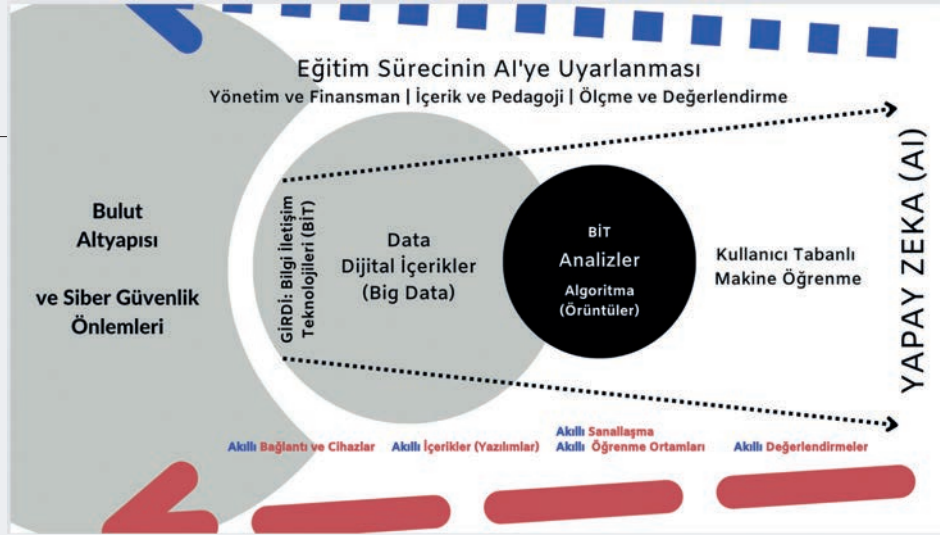 Eğitim Sürecinin AI'ye Uyarlanması
Yönetim ve Finansman | İçerik ve Pedagoji | Ölçme ve Değerlendirme
Bulut
Altyapısı
ve Siber Güvenlik
Önlemleri
GİRDİ: Bilgi İletişim
Teknolojileri (BİT)
Data
Dijital İçerikler
(Big Data)
BİT
Analizler
Algoritma
(Örüntüler)
Kullanıcı Tabanlı
Makine Öğrenme
YAPAY ZEKA (AI)
Akıllı Bağlantı ve Cihazlar
Akıllı İçerikler (Yazılımlar)
Akıllı Sanallaşma
Akıllı Öğrenme Ortamları
Akıllı Değerlendirmeler